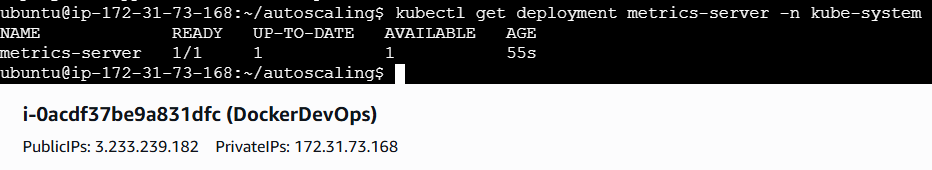 ubuntu@ip-172-31-73-168:~/autoscaling$ kubectl get deployment metrics-server -n kube-system
NAME READY UP-TO-DATE AVAILABLE AGE
metrics-server 1/1 1 1 55s
ubuntu@ip-172-31-73-168:~/autoscaling$
i-0acdf37be9a831dfc (DockerDevOps)
PublicIPs: 3.233.239.182 PrivateIPs: 172.31.73.168